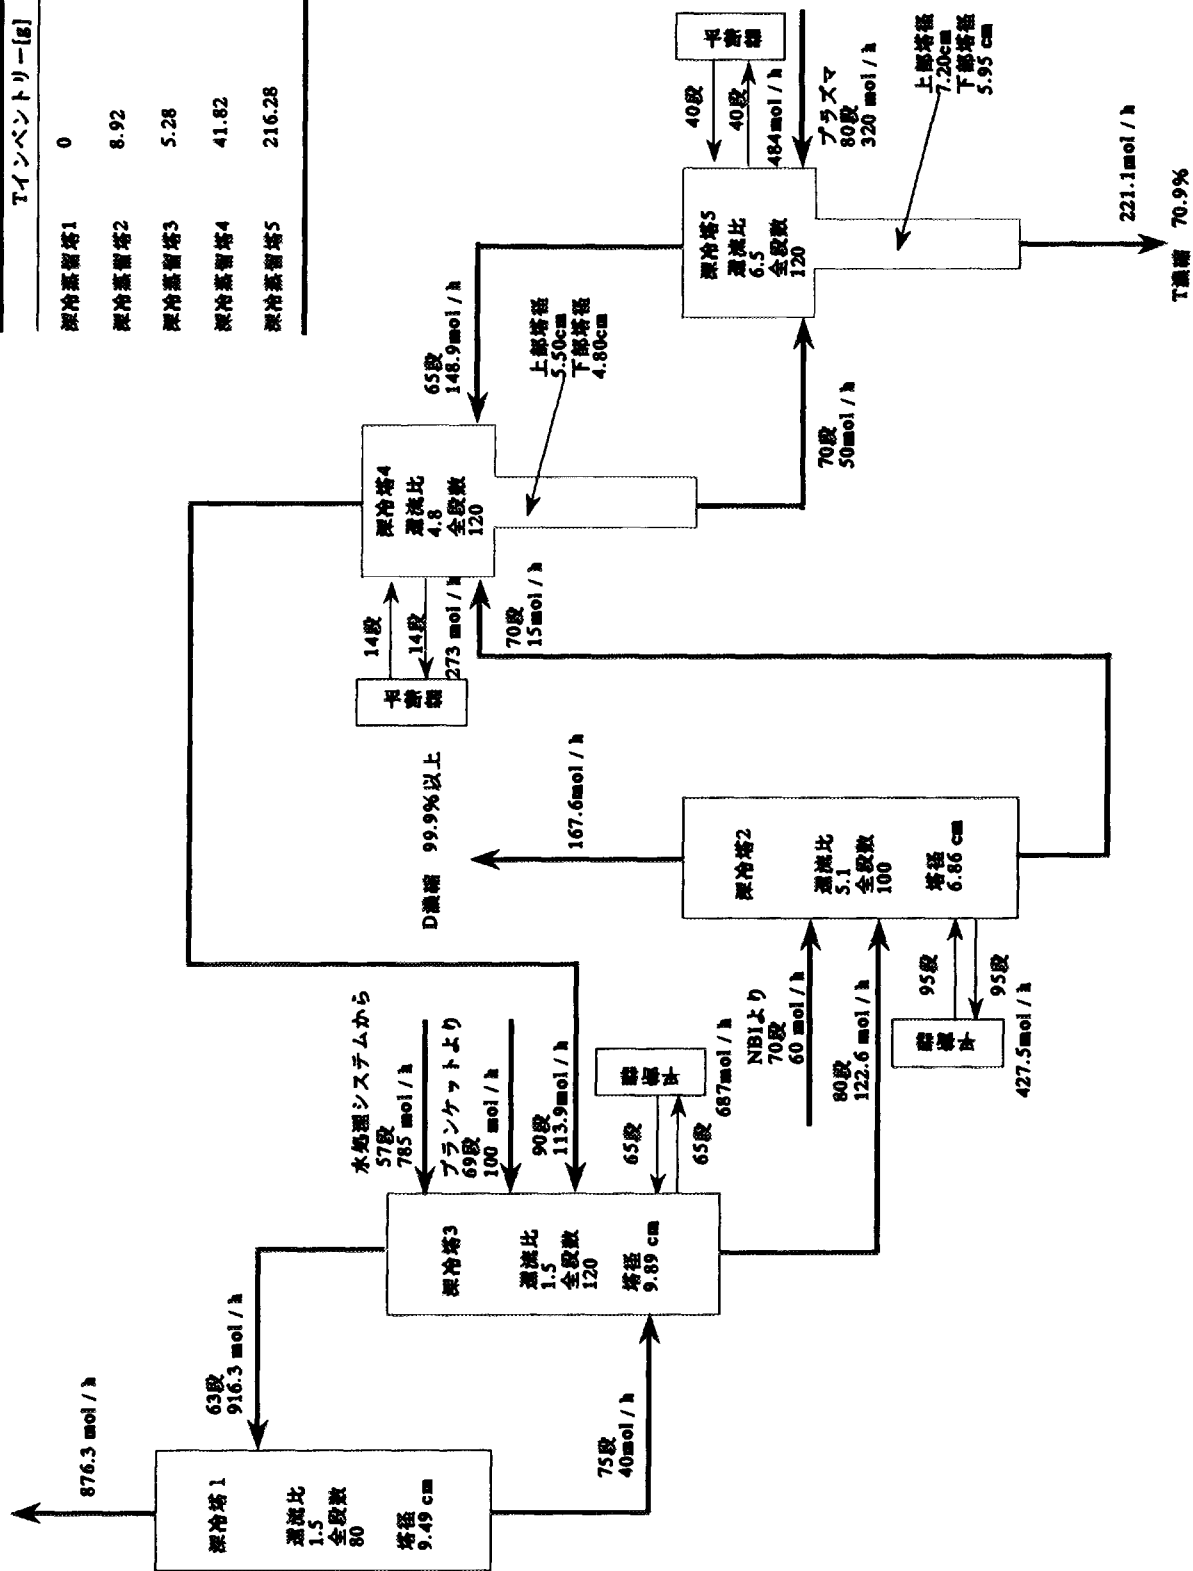 Tインベントリー[g]
深冷蒸留塔1 0
深冷蒸留塔2 8.92
深冷蒸留塔3 5.28
深冷蒸留塔4 41.82
深冷蒸留塔5 216.28
876.3 mol / h
深冷塔1
還流比
1.5
全段数
80
塔径
9.49 cm
63段
916.3 mol / h
75段
40mol / h
水処理システムから
57段
785 mol / h
ブランケットより
69段
100 mol / h
90段
113.9mol / h
深冷塔3
還流比
1.5
全段数
120
塔径
9.89 cm
平衡器
65段
65段
687mol / h
D濃縮 99.9%以上
167.6mol / h
NBIより
70段
60 mol / h
80段
122.6 mol / h
深冷塔2
還流比
5.1
全段数
100
塔径
6.86 cm
平衡器
95段
95段
427.5mol / h
深冷塔4
還流比
4.8
全段数
120
平衡器
14段
14段
273 mol / h
70段
15mol / h
上部塔径
5.50cm
下部塔径
4.80cm
65段
148.9mol / h
70段
50mol / h
深冷塔5
還流比
6.5
全段数
120
平衡器
40段
40段
484mol / h
プラズマ
80段
320 mol / h
上部塔径
7.20cm
下部塔径
5.95 cm
221.1mol / h
T濃縮 70.9%